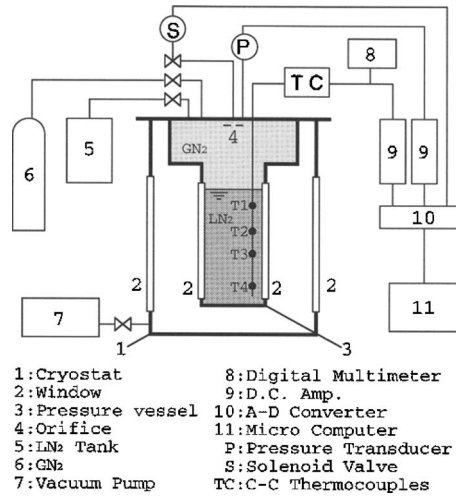 S
P
TC
8
4
GN₂
6
5
9
9
LN₂
T1
T2
T3
T4
10
2
2
2
2
7
11
1
3
1:Cryostat
2:Window
3:Pressure vessel
4:Orifice
5:LN₂ Tank
6:GN₂
7:Vacuum Pump
8:Digital Multimeter
9:D.C. Amp.
10:A-D Converter
11:Micro Computer
P:Pressure Transducer
S:Solenoid Valve
TC:C-C Thermocouples